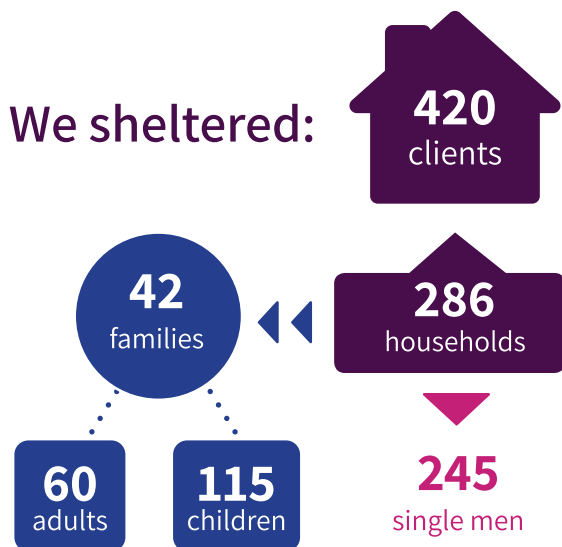 We sheltered:
420
clients
42
families
286
households
60
adults
115
children
245
single men